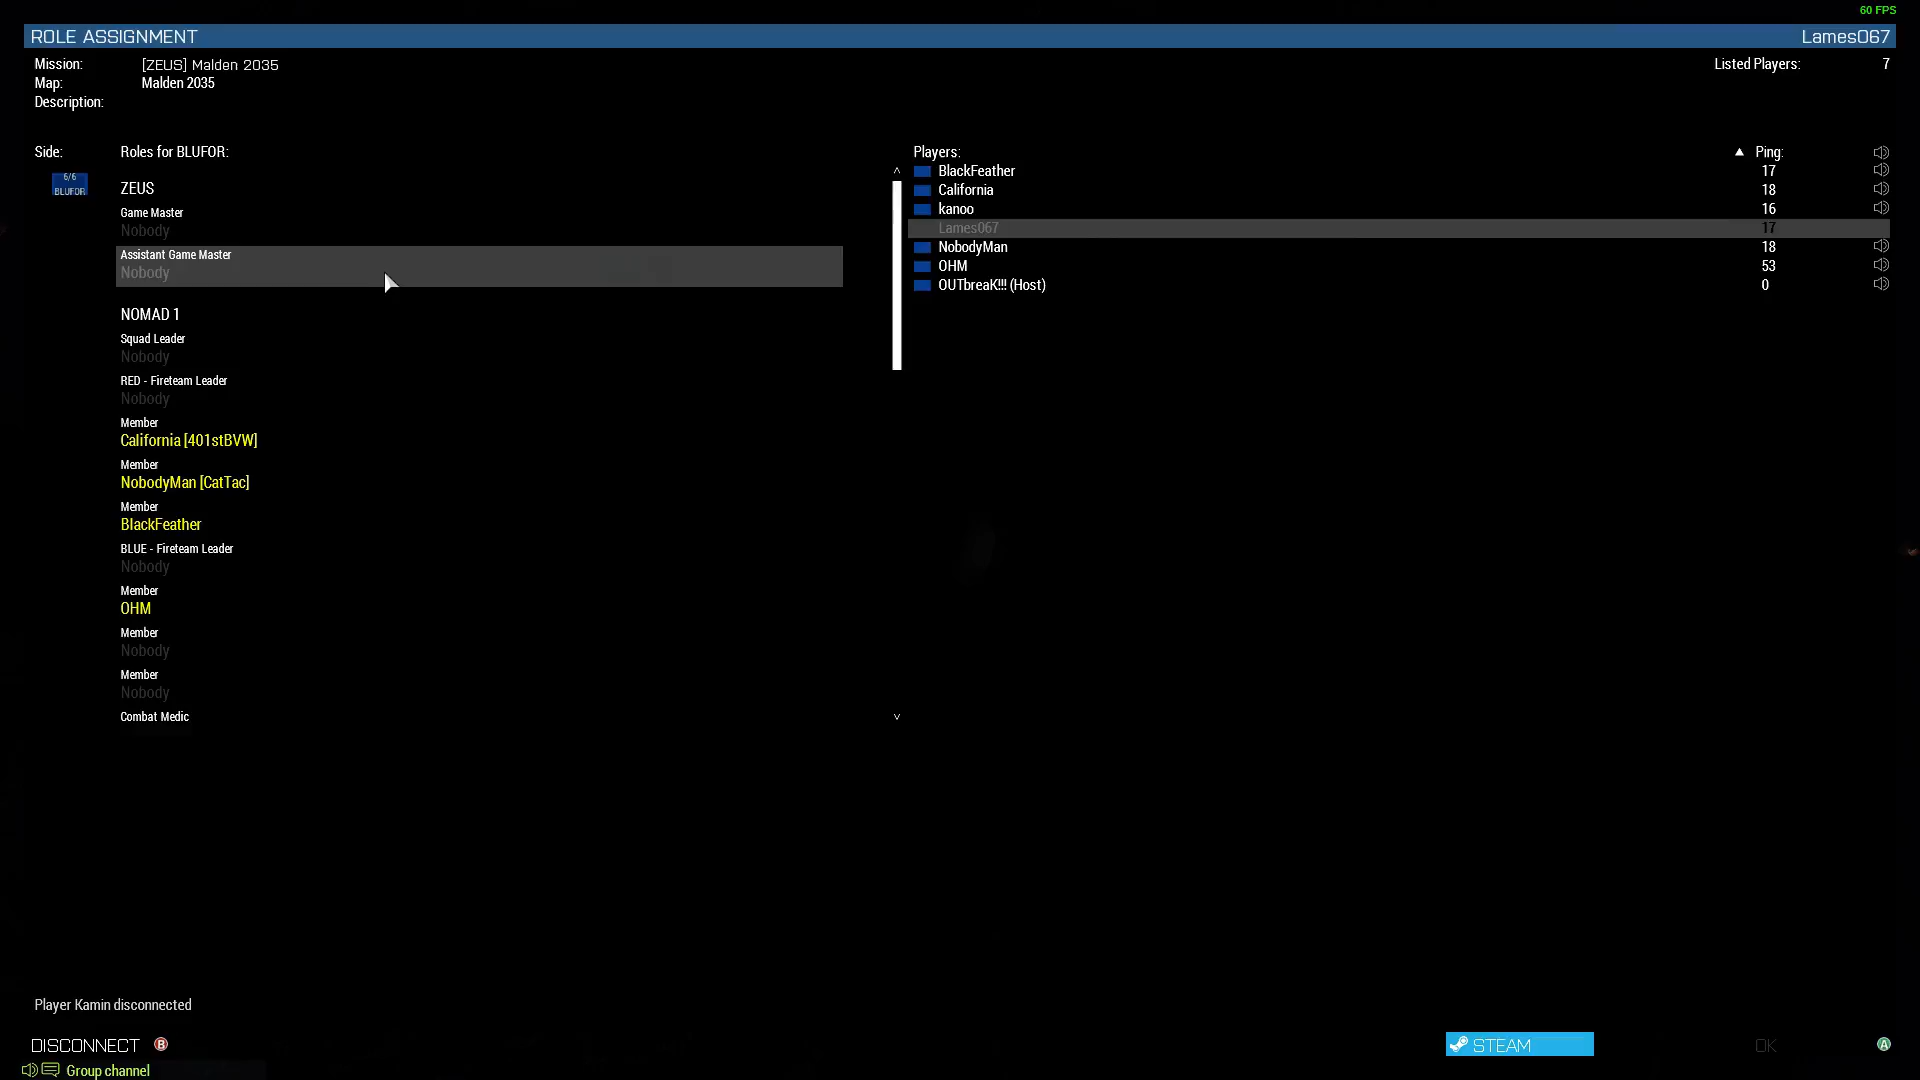 60 FPS
ROLE ASSIGNMENT
Lames067
Mission: [ZEUS] Malden 2035
Listed Players: 7
Map: Malden 2035
Description:
Side:
6/6
BLUFOR
Roles for BLUFOR:
ZEUS
Game Master
Nobody
Assistant Game Master
Nobody
NOMAD 1
Squad Leader
Nobody
RED - Fireteam Leader
Nobody
Member
California [401stBVW]
Member
NobodyMan [CatTac]
Member
BlackFeather
BLUE - Fireteam Leader
Nobody
Member
OHM
Member
Nobody
Member
Nobody
Combat Medic
Players: Ping:
BlackFeather 17
California 18
kanoo 16
Lames067 17
NobodyMan 18
OHM 53
OUTbreaK!!! (Host) 0
Player Kamin disconnected
DISCONNECT B
STEAM
OK A
Group channel